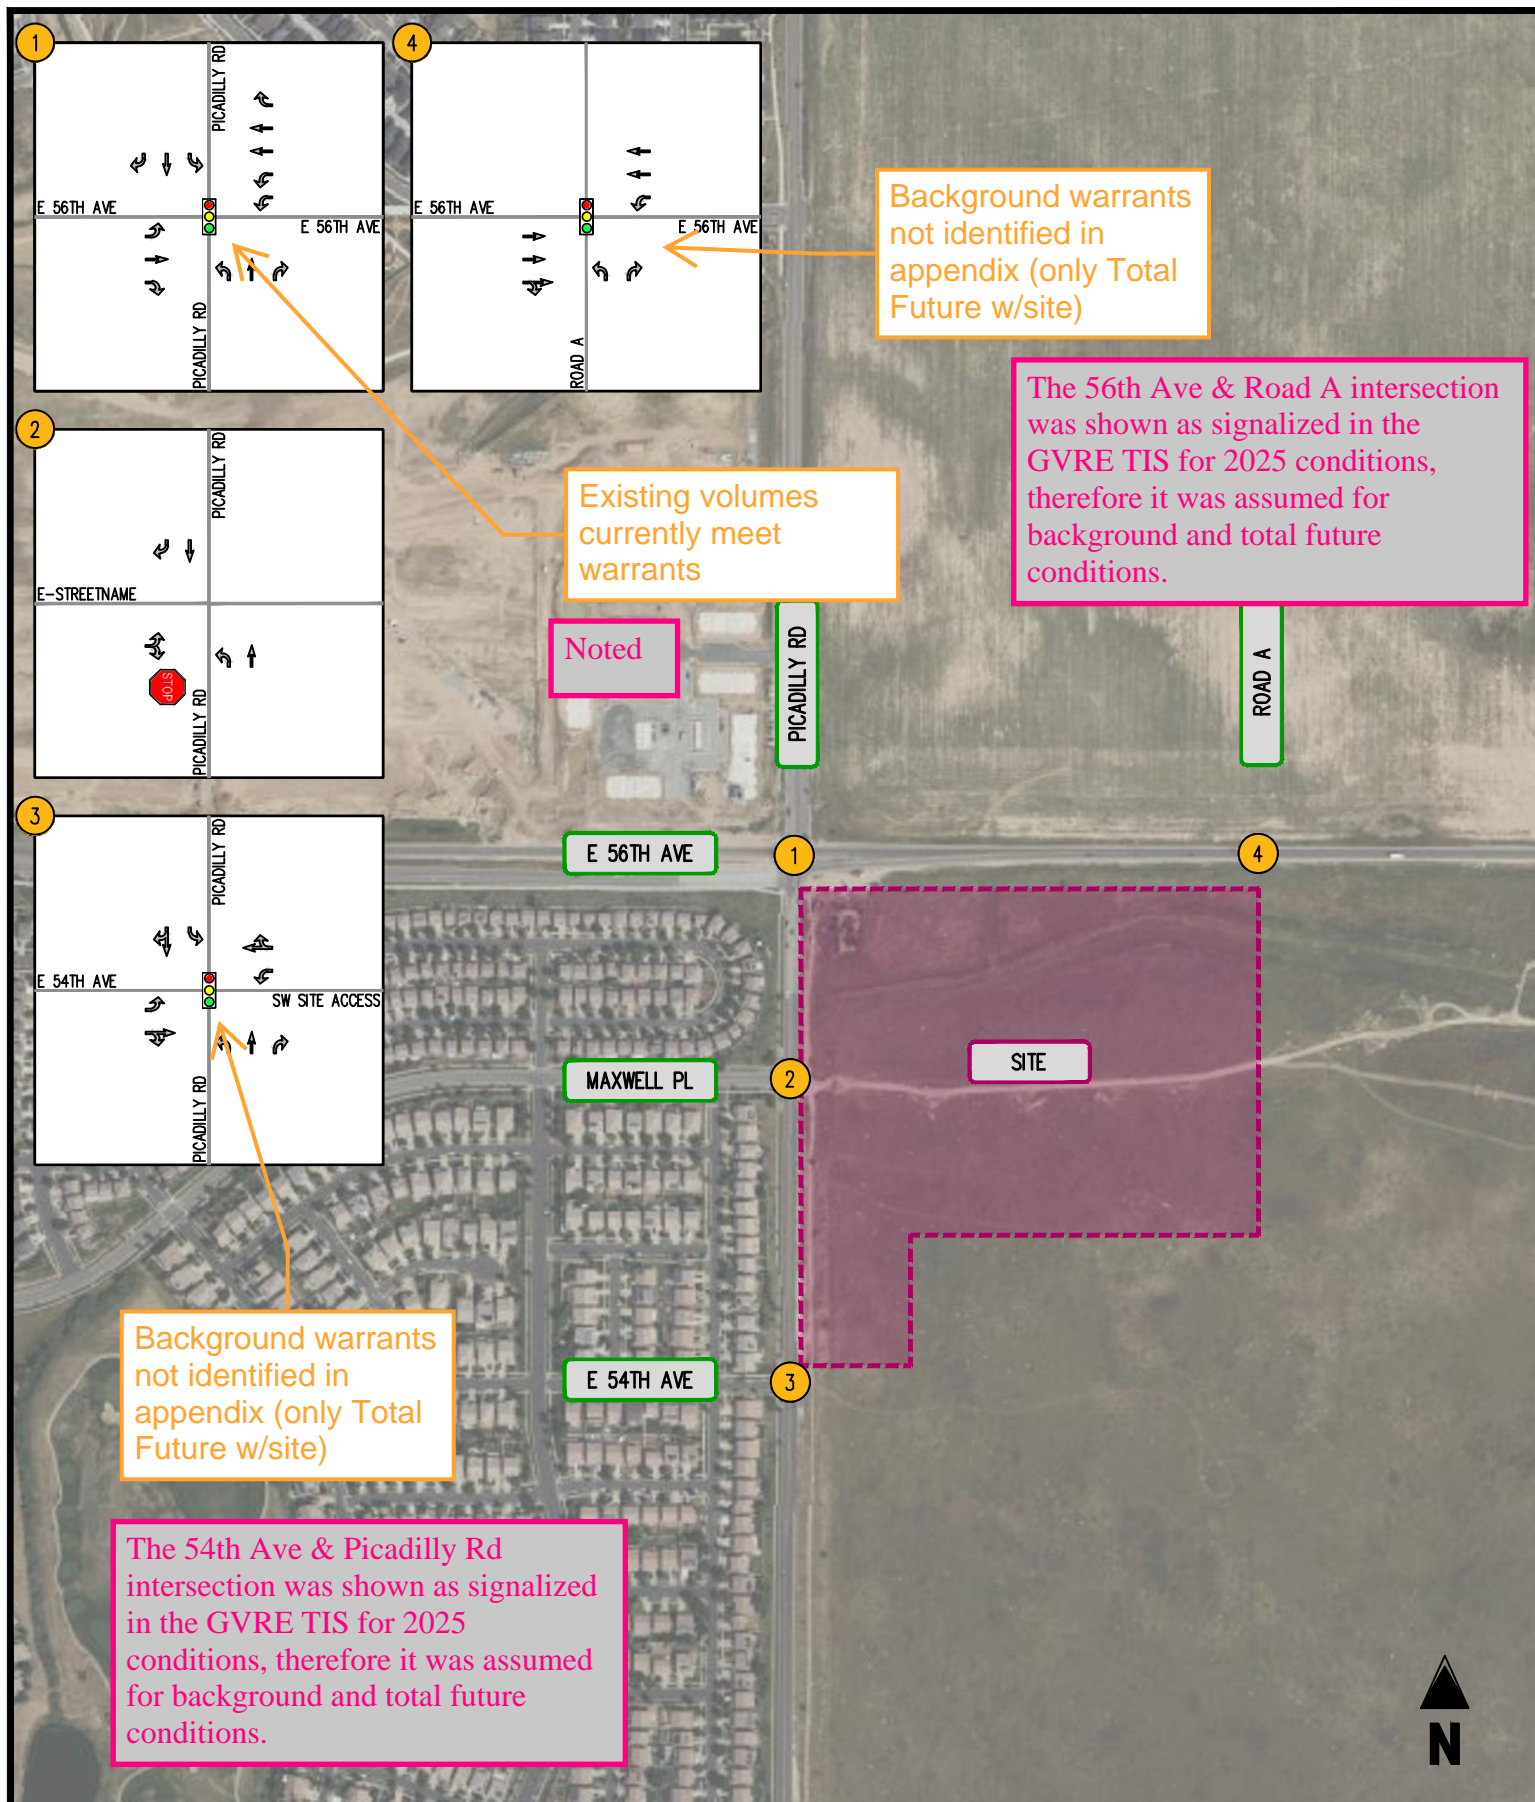 1
PICADILLY RD
E 56TH AVE
E 56TH AVE
PICADILLY RD
4
E 56TH AVE
E 56TH AVE
ROAD A
Background warrants
not identified in
appendix (only Total
Future w/site)
The 56th Ave & Road A intersection
was shown as signalized in the
GVRE TIS for 2025 conditions,
therefore it was assumed for
background and total future
conditions.
2
PICADILLY RD
E-STREETNAME
STOP
PICADILLY RD
Existing volumes
currently meet
warrants
Noted
PICADILLY RD
ROAD A
3
PICADILLY RD
E 54TH AVE
SW SITE ACCESS
PICADILLY RD
E 56TH AVE
1
4
MAXWELL PL
2
SITE
E 54TH AVE
3
Background warrants
not identified in
appendix (only Total
Future w/site)
The 54th Ave & Picadilly Rd
intersection was shown as signalized
in the GVRE TIS for 2025
conditions, therefore it was assumed
for background and total future
conditions.
N